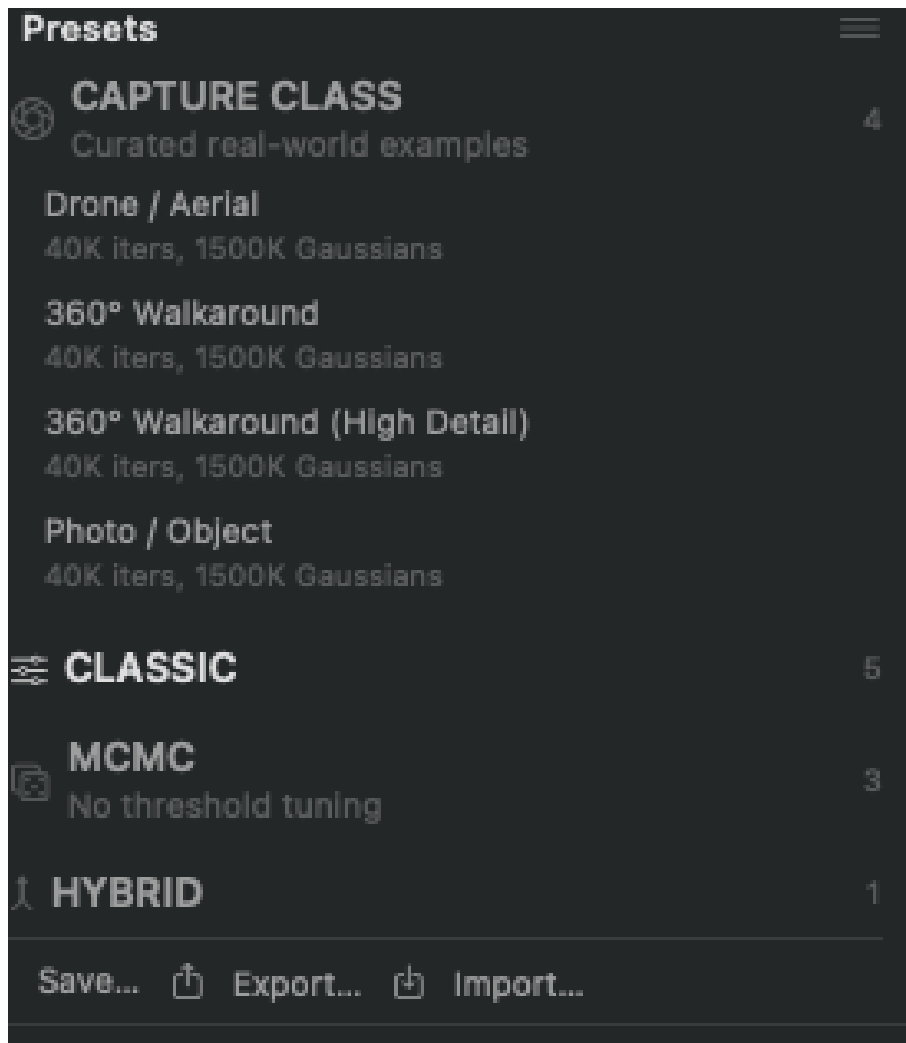 Presets
CAPTURE CLASS
4
Curated real-world examples
Drone / Aerial
40K iters, 1500K Gaussians
360° Walkaround
40K iters, 1500K Gaussians
360° Walkaround (High Detail)
40K iters, 1500K Gaussians
Photo / Object
40K iters, 1500K Gaussians
CLASSIC 5
MCMC
3
No threshold tuning
HYBRID 1
Save... Export... Import...